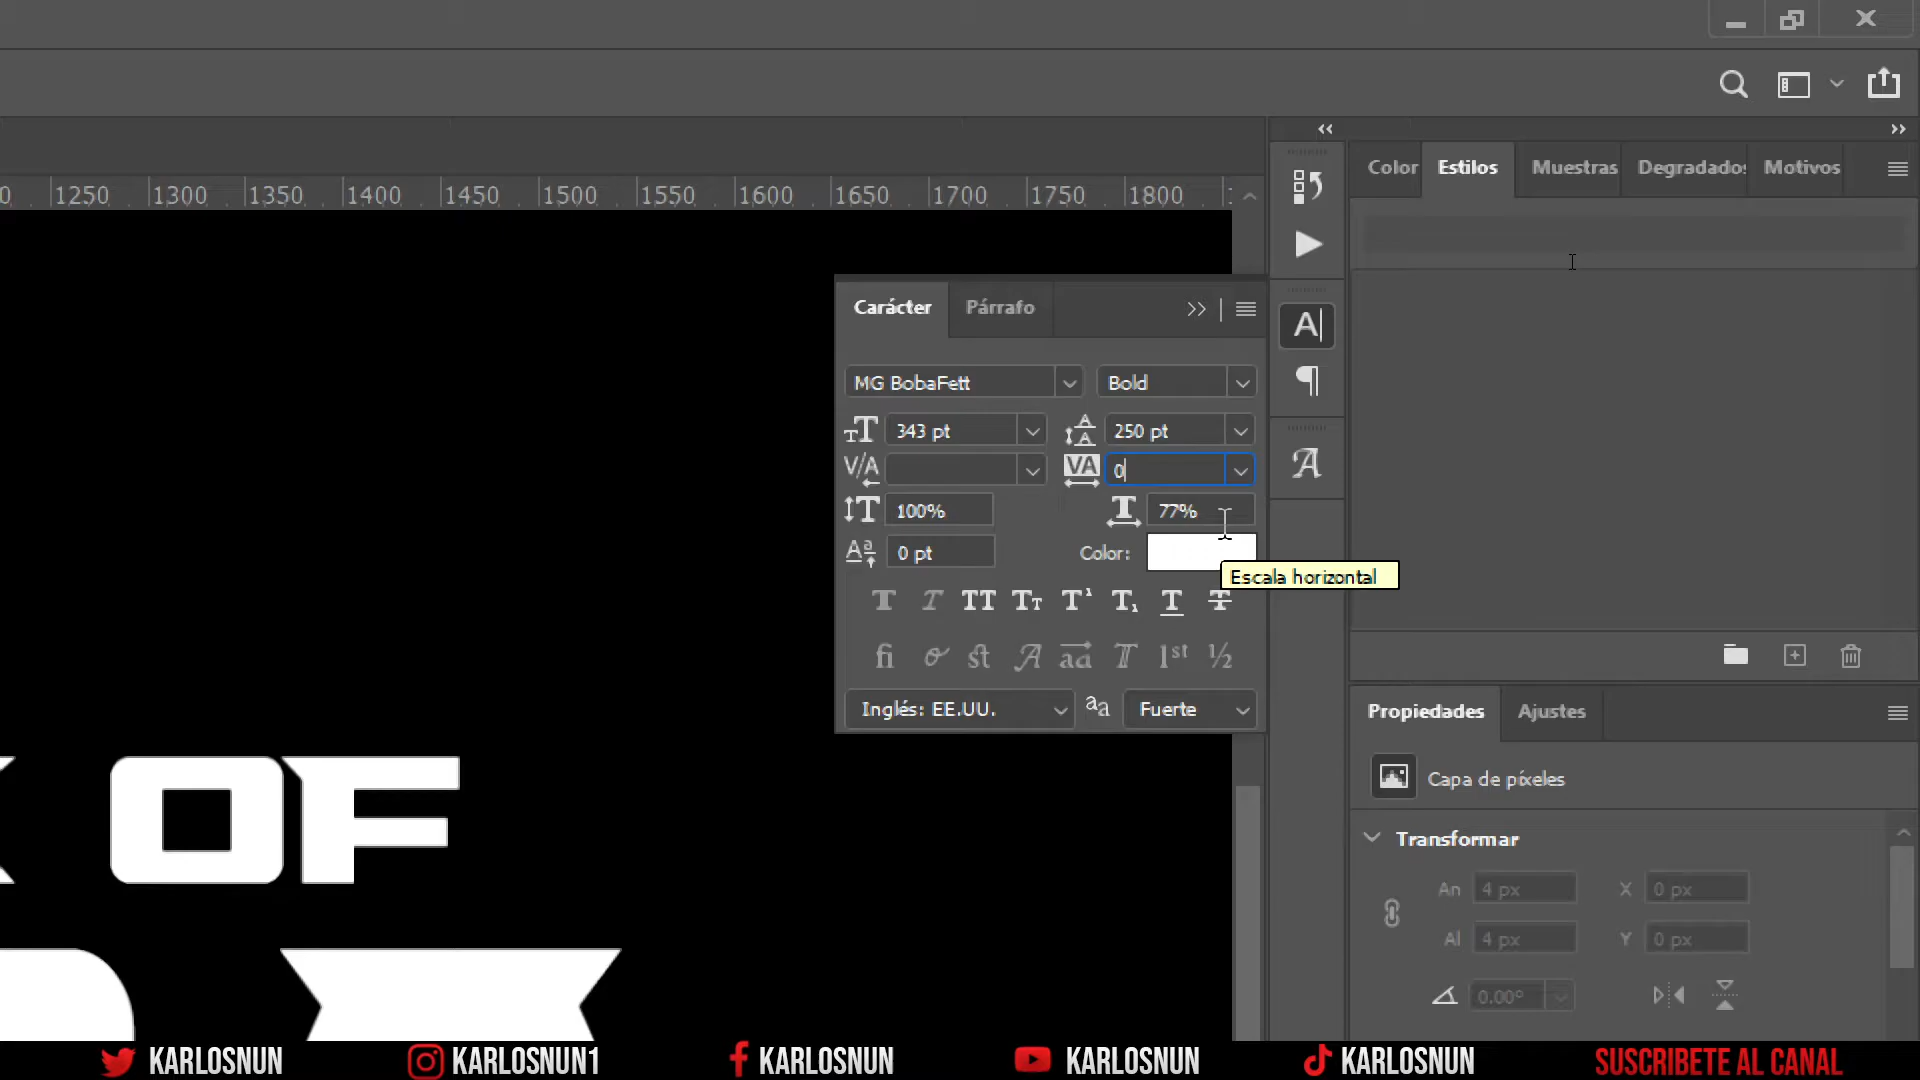 1250 1300 1350 1400 1450 1500 1550 1600 1650 1700 1750 1800
Color Estilos Muestras Degradados Motivos
Carácter Párrafo
MG BobaFett Bold
343 pt 250 pt
0
100% 77%
0 pt Color:
Escala horizontal
Inglés: EE.UU. aa Fuerte
Propiedades Ajustes
Capa de píxeles
Transformar
An 4 px X 0 px
Al 4 px Y 0 px
0.00°
OF
KARLOSNUN KARLOSNUN1 KARLOSNUN KARLOSNUN KARLOSNUN SUSCRIBETE AL CANAL